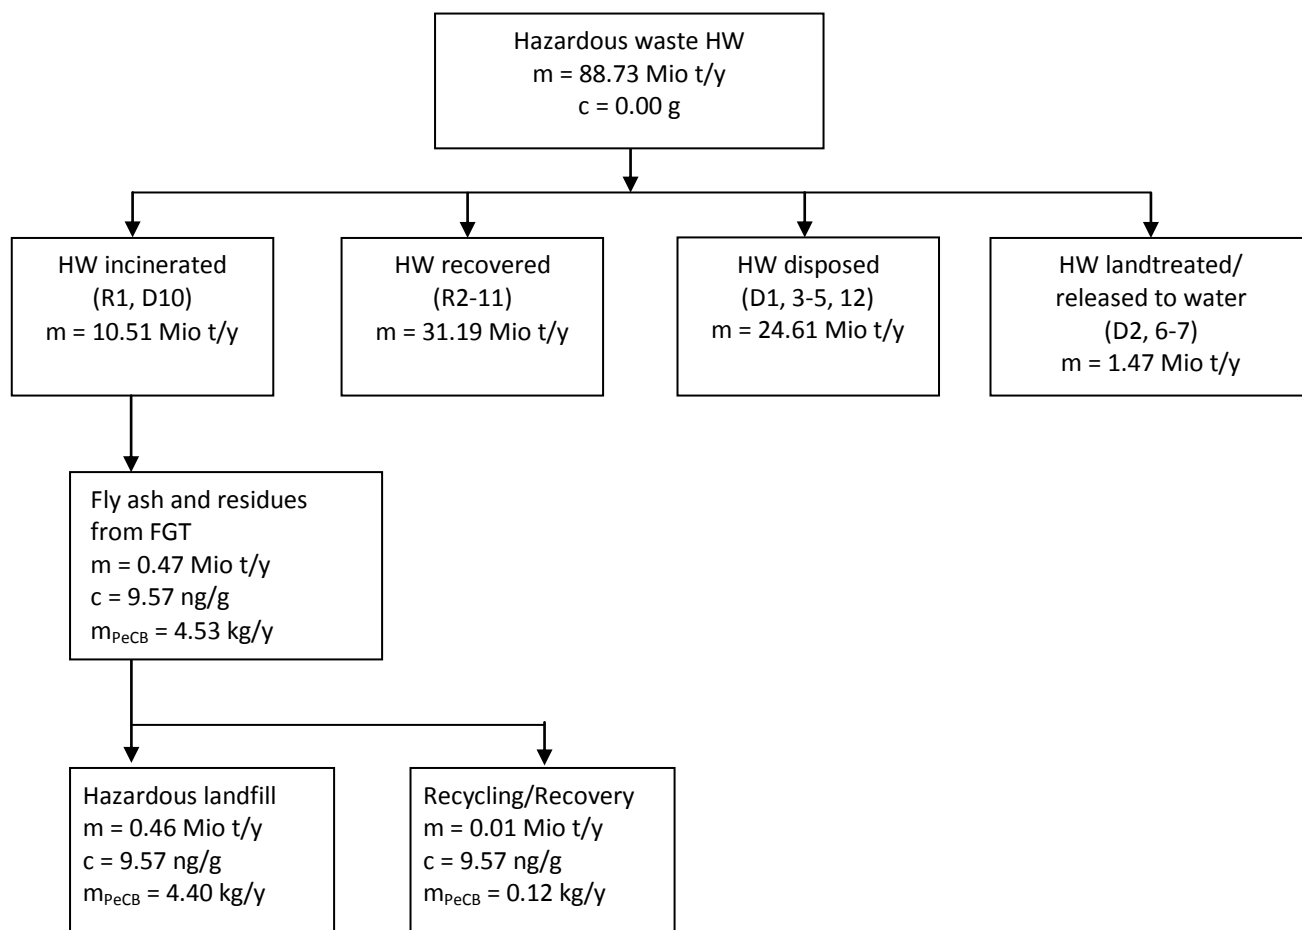 Hazardous waste HW
m = 88.73 Mio t/y
c = 0.00 g
HW incinerated
(R1, D10)
m = 10.51 Mio t/y
HW recovered
(R2-11)
m = 31.19 Mio t/y
HW disposed
(D1, 3-5, 12)
m = 24.61 Mio t/y
HW landtreated/
released to water
(D2, 6-7)
m = 1.47 Mio t/y
Fly ash and residues
from FGT
m = 0.47 Mio t/y
c = 9.57 ng/g
mPeCB = 4.53 kg/y
Hazardous landfill
m = 0.46 Mio t/y
c = 9.57 ng/g
mPeCB = 4.40 kg/y
Recycling/Recovery
m = 0.01 Mio t/y
c = 9.57 ng/g
mPeCB = 0.12 kg/y